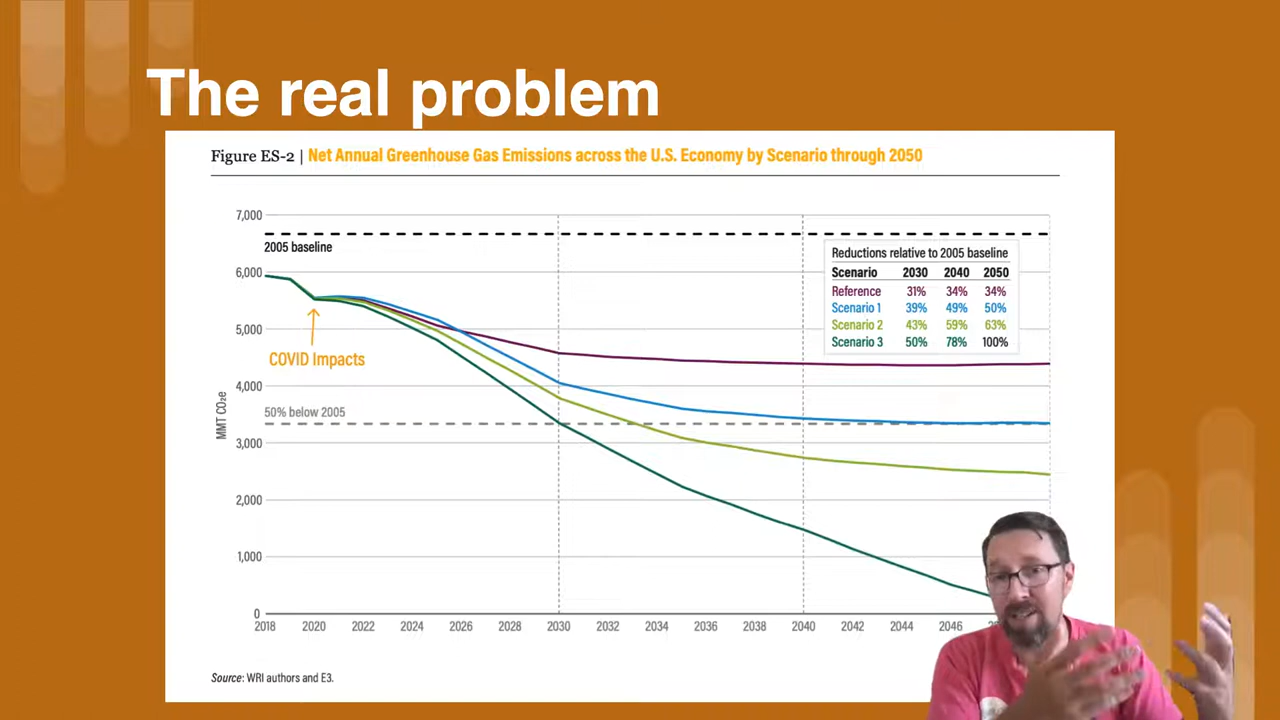 The real problem
Figure ES-2 | Net Annual Greenhouse Gas Emissions across the U.S. Economy by Scenario through 2050
7,000
2005 baseline
6,000
5,000
COVID Impacts
4,000
50% below 2005
3,000
2,000
1,000
0
MMT CO₂e
Reductions relative to 2005 baseline
Scenario 2030 2040 2050
Reference 31% 34% 34%
Scenario 1 39% 49% 50%
Scenario 2 43% 59% 63%
Scenario 3 50% 78% 100%
2018 2020 2022 2024 2026 2028 2030 2032 2034 2036 2038 2040 2042 2044 2046
Source: WRI authors and E3.